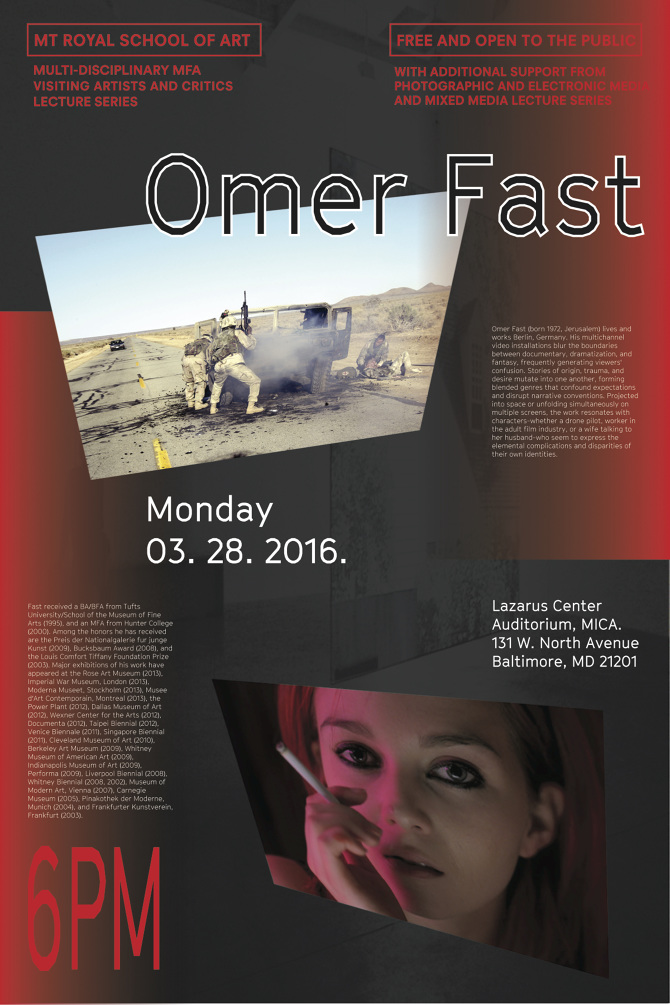 MT ROYAL SCHOOL OF ART
MULTI-DISCIPLINARY MFA
VISITING ARTISTS AND CRITICS
LECTURE SERIES
FREE AND OPEN TO THE PUBLIC
WITH ADDITIONAL SUPPORT FROM
PHOTOGRAPHIC AND ELECTRONIC MEDIA
AND MIXED MEDIA LECTURE SERIES
Omer Fast
Omer Fast (born 1972, Jerusalem) lives and
works Berlin, Germany. His multichannel
video installations blur the boundaries
between documentary, dramatization, and
fantasy, frequently generating viewers'
confusion. Stories of origin, trauma, and
desire mutate into one another, forming
blended genres that confound expectations
and disrupt narrative conventions. Projected
into space or unfolding simultaneously on
multiple screens, the work resonates with
characters-whether a drone pilot, worker in
the adult film industry, or a wife talking to
her husband-who seem to express the
elemental complications and disparities of
their own identities.
Monday
03. 28. 2016.
Lazarus Center
Auditorium, MICA.
131 W. North Avenue
Baltimore, MD 21201
Fast received a BA/BFA from Tufts
University/School of the Museum of Fine
Arts (1995), and an MFA from Hunter College
(2000). Among the honors he has received
are the Preis der Nationalgalerie fur junge
Kunst (2009), Bucksbaum Award (2008), and
the Louis Comfort Tiffany Foundation Prize
(2003). Major exhibitions of his work have
appeared at the Rose Art Museum (2013),
Imperial War Museum, London (2013),
Moderna Museet, Stockholm (2013), Musee
d'Art Contemporain, Montreal (2013), the
Power Plant (2012), Dallas Museum of Art
(2012), Wexner Center for the Arts (2012),
Documenta (2012), Taipei Biennial (2012),
Venice Biennale (2011), Singapore Biennial
(2011), Cleveland Museum of Art (2010),
Berkeley Art Museum (2009), Whitney
Museum of American Art (2009),
Indianapolis Museum of Art (2009),
Performa (2009), Liverpool Biennial (2008),
Whitney Biennial (2008, 2002), Museum of
Modern Art, Vienna (2007), Carnegie
Museum (2005), Pinakothek der Moderne,
Munich (2004), and Frankfurter Kunstverein,
Frankfurt (2003).
6PM